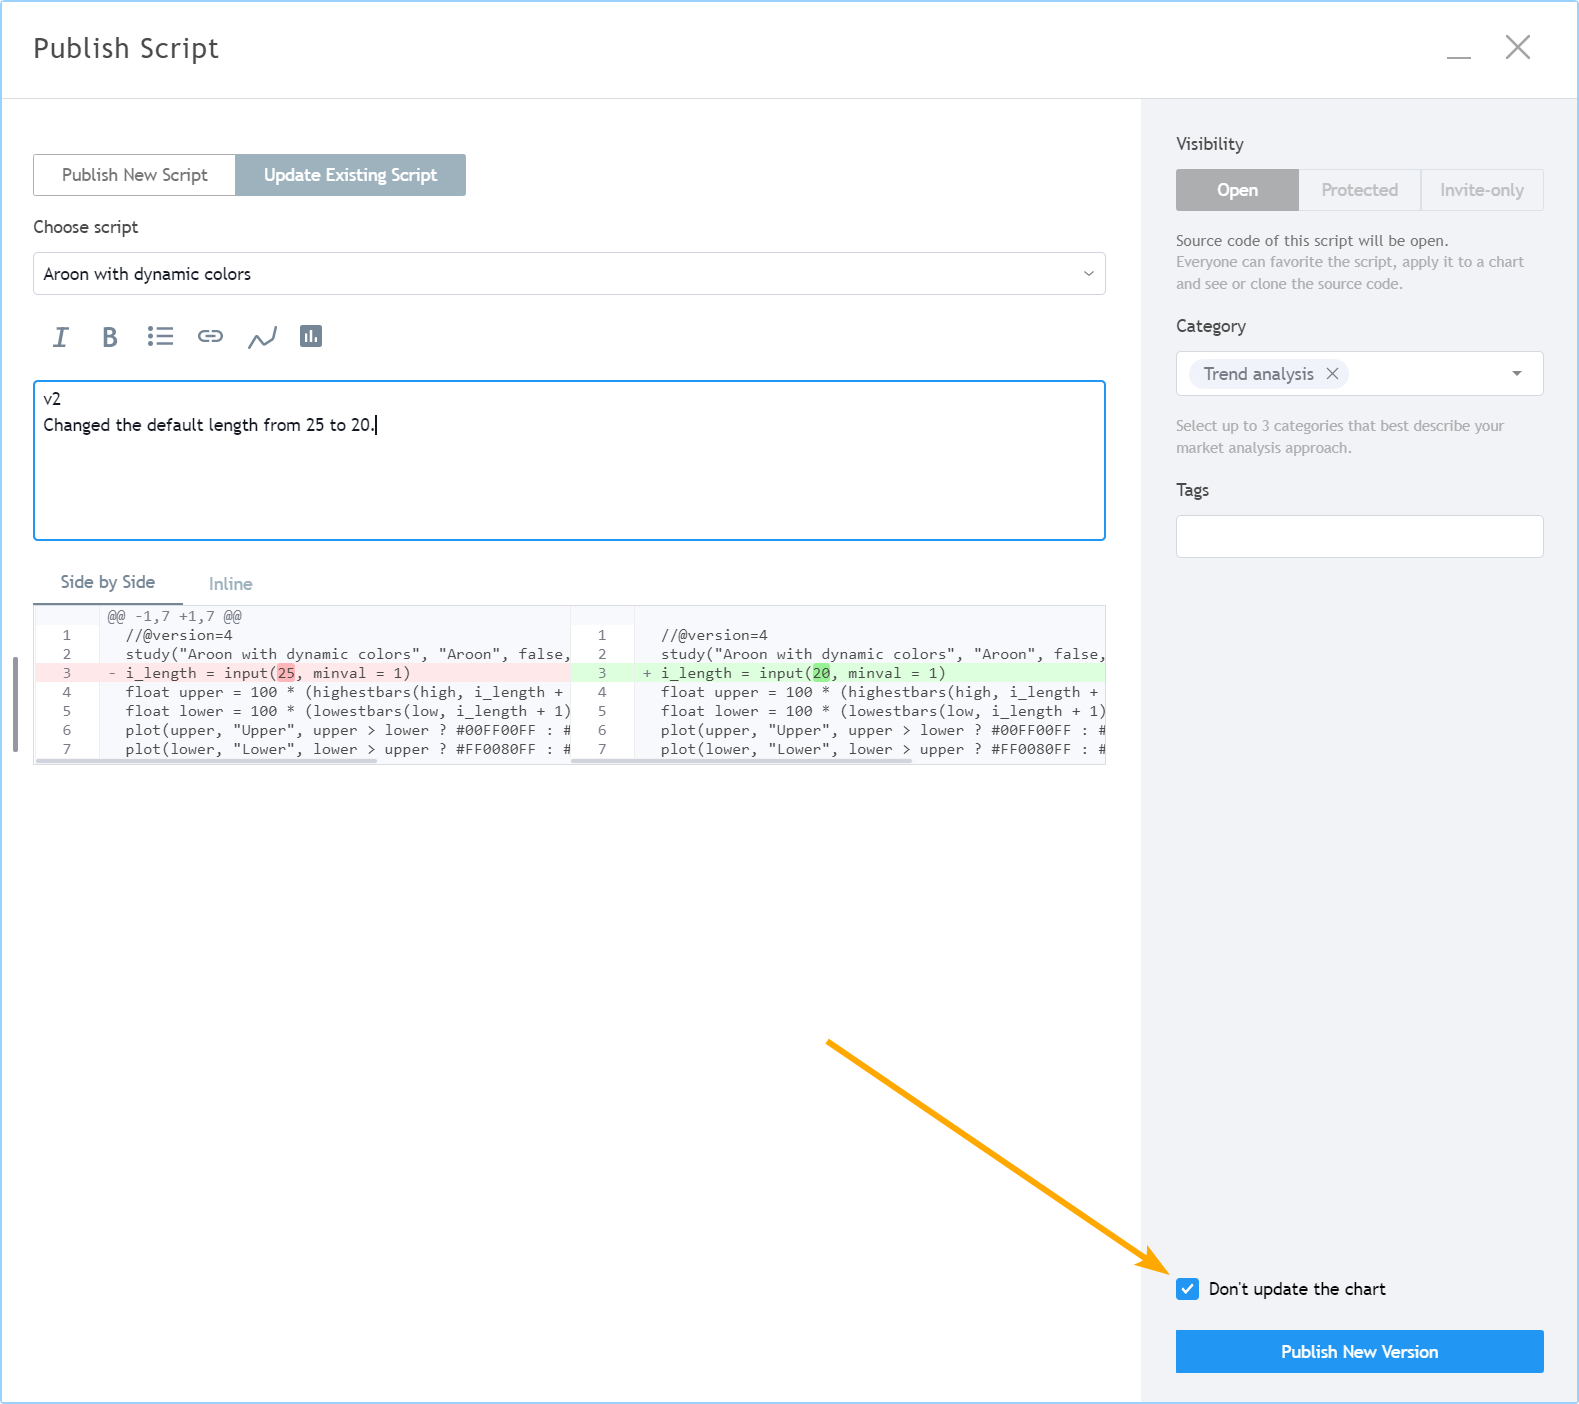 Publish Script
Publish New Script
Update Existing Script
Choose script
Aroon with dynamic colors
I B
v2
Changed the default length from 25 to 20.
Side by Side
Inline
@@ -1,7 +1,7 @@
1 //@version=4
2 study("Aroon with dynamic colors", "Aroon", false,
3 - i_length = input(25, minval = 1)
4 float upper = 100 * (highestbars(high, i_length +
5 float lower = 100 * (lowestbars(low, i_length + 1)
6 plot(upper, "Upper", upper > lower ? #00FF00FF : #
7 plot(lower, "Lower", lower > upper ? #FF0080FF : #
1 //@version=4
2 study("Aroon with dynamic colors", "Aroon", false,
3 + i_length = input(20, minval = 1)
4 float upper = 100 * (highestbars(high, i_length +
5 float lower = 100 * (lowestbars(low, i_length + 1)
6 plot(upper, "Upper", upper > lower ? #00FF00FF : #
7 plot(lower, "Lower", lower > upper ? #FF0080FF : #
Visibility
Open
Protected
Invite-only
Source code of this script will be open.
Everyone can favorite the script, apply it to a chart
and see or clone the source code.
Category
Trend analysis
Select up to 3 categories that best describe your
market analysis approach.
Tags
Don't update the chart
Publish New Version